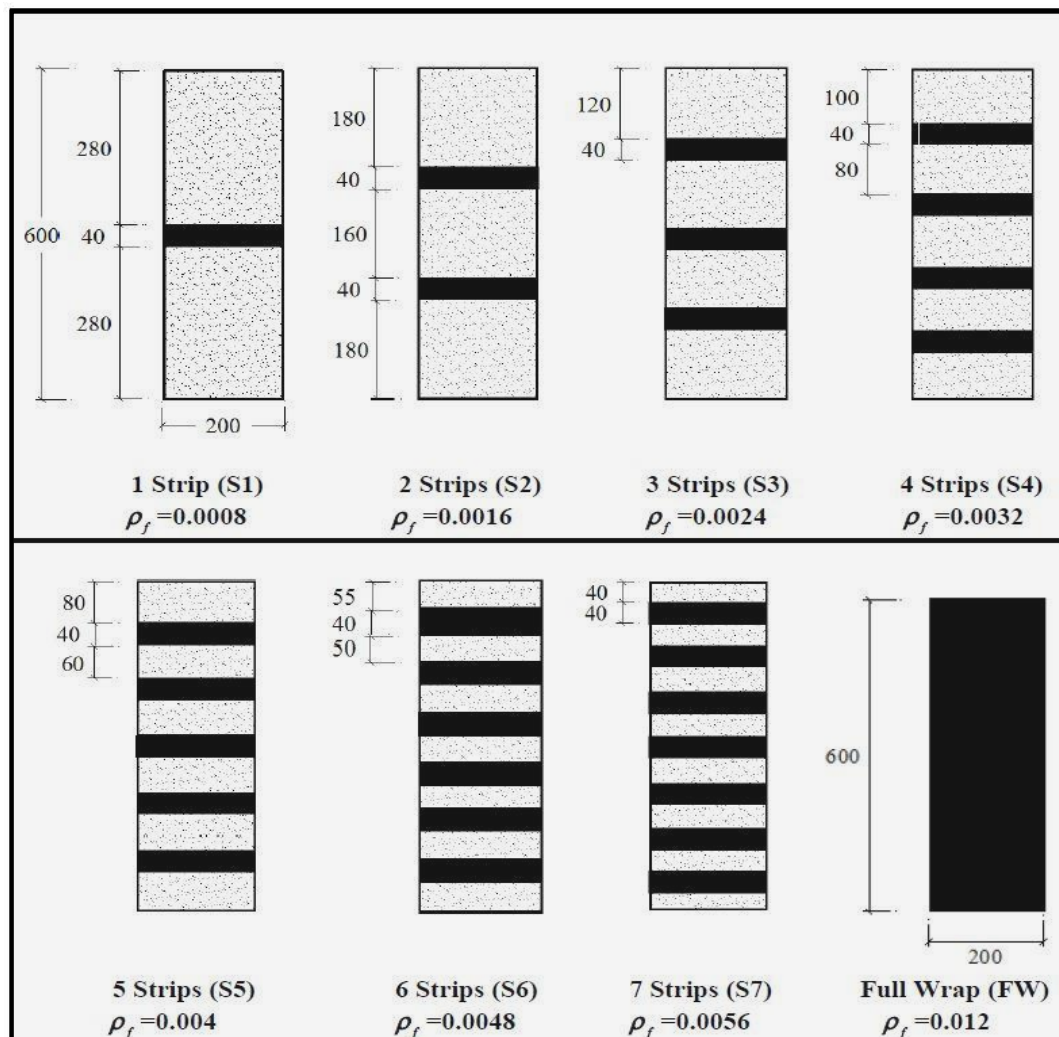 600
280
40
280
200
180
40
160
40
180
120
40
100
40
80
1 Strip (S1)
ρf =0.0008
2 Strips (S2)
ρf =0.0016
3 Strips (S3)
ρf =0.0024
4 Strips (S4)
ρf =0.0032
80
40
60
55
40
50
40
40
600
200
5 Strips (S5)
ρf =0.004
6 Strips (S6)
ρf =0.0048
7 Strips (S7)
ρf =0.0056
Full Wrap (FW)
ρf =0.012